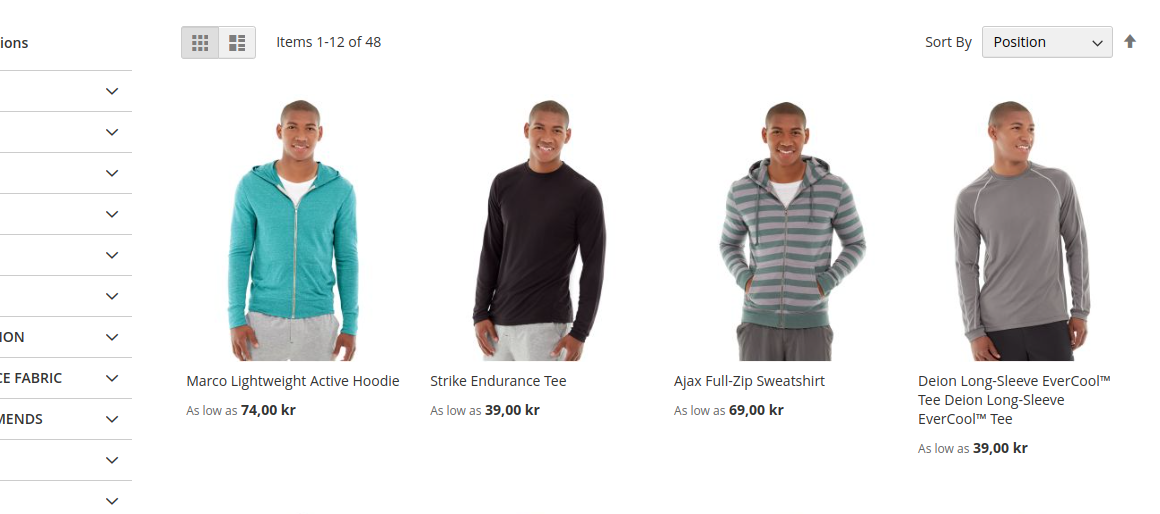 ions
Items 1-12 of 48
Sort By Position
ION
CE FABRIC
MENDS
Marco Lightweight Active Hoodie
As low as 74,00 kr
Strike Endurance Tee
As low as 39,00 kr
Ajax Full-Zip Sweatshirt
As low as 69,00 kr
Deion Long-Sleeve EverCool™
Tee Deion Long-Sleeve
EverCool™ Tee
As low as 39,00 kr